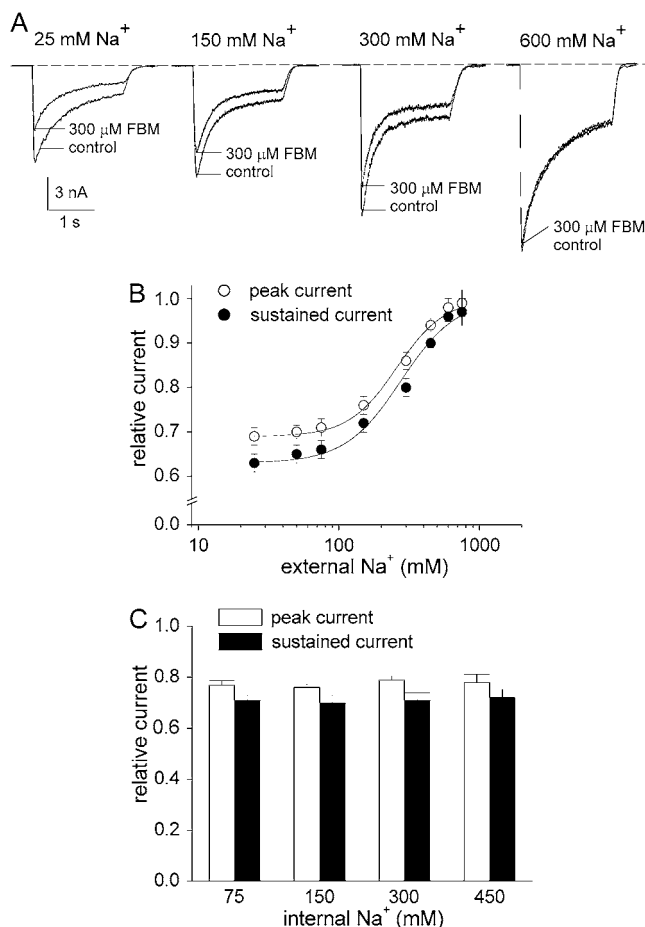 A
25 mM Na+ 150 mM Na+ 300 mM Na+ 600 mM Na+
300 μM FBM
control
300 μM FBM
control
300 μM FBM
control
300 μM FBM
control
3 nA
1 s
B
peak current
sustained current
relative current
1.0
0.9
0.8
0.7
0.6
0.0
10 100 1000
external Na+ (mM)
C
peak current
sustained current
relative current
1.0
0.8
0.6
0.4
0.2
0.0
75 150 300 450
internal Na+ (mM)